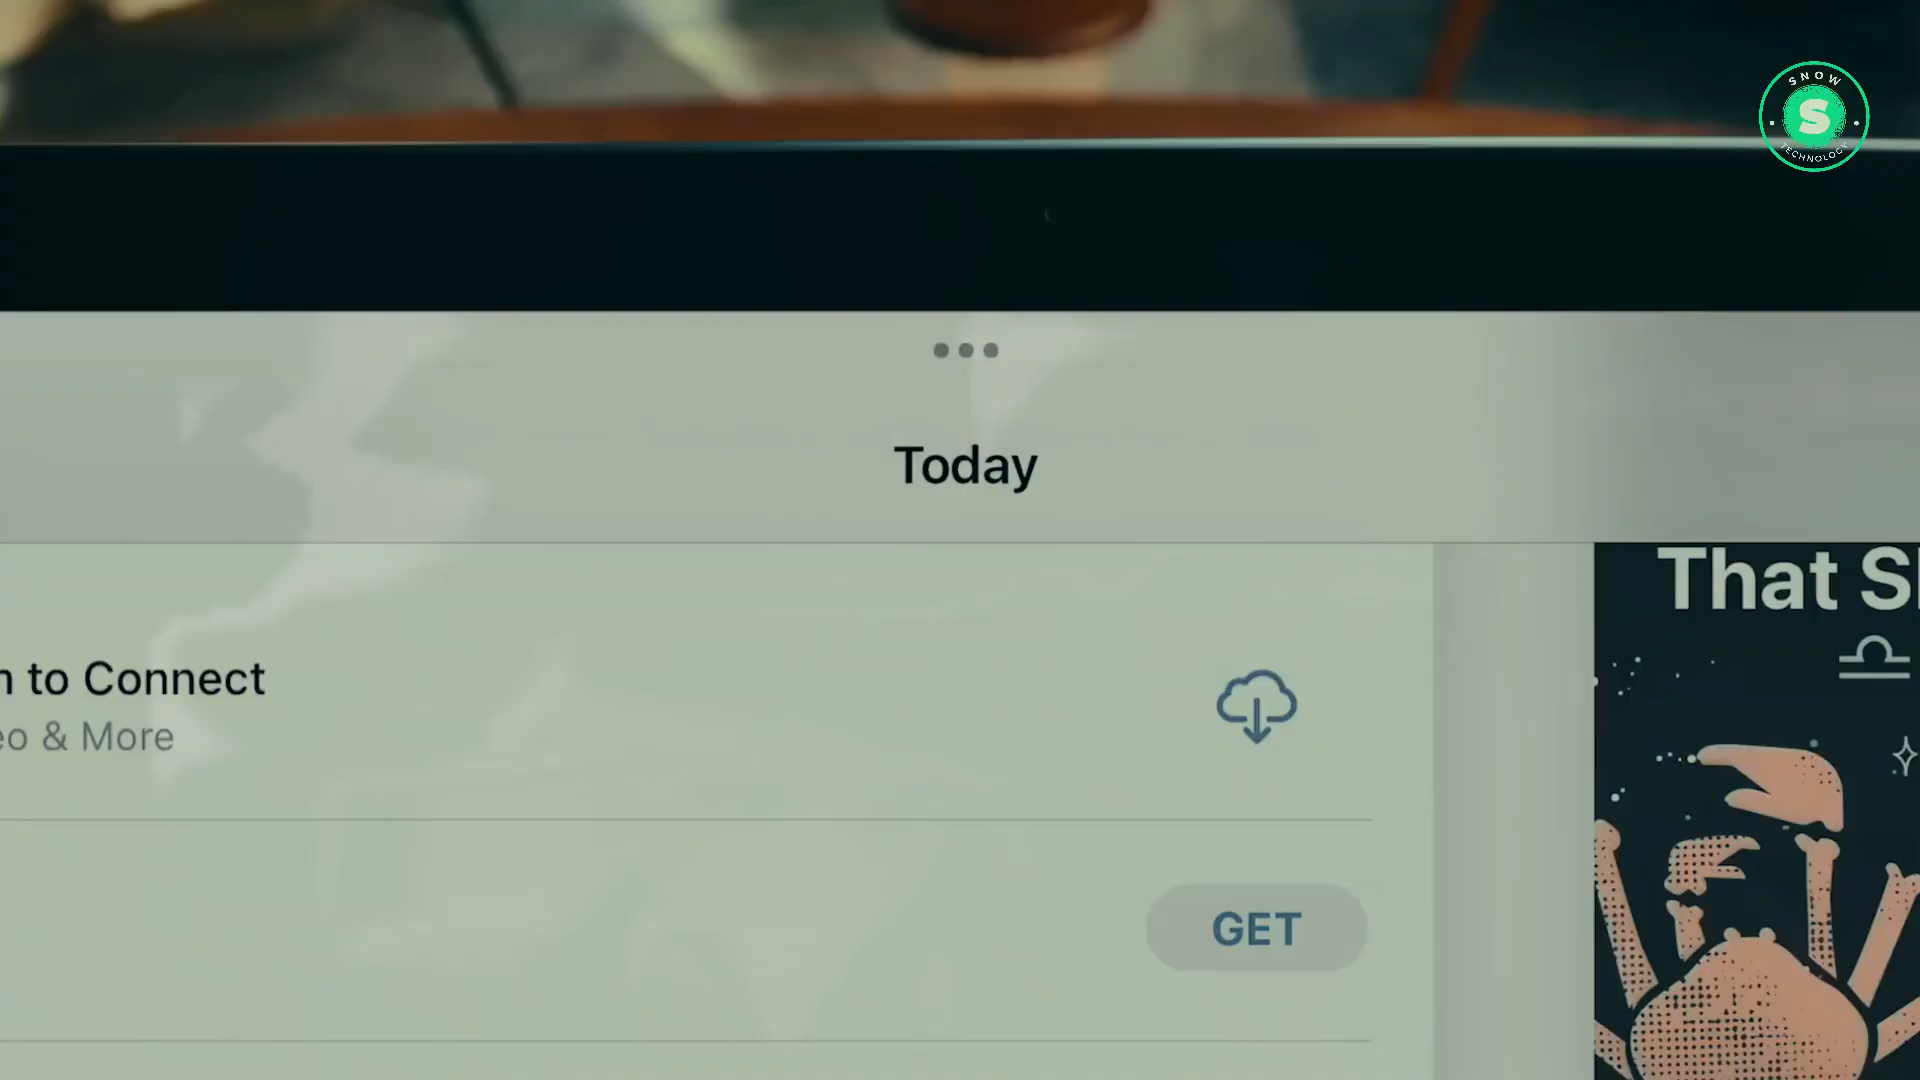 SNOW
S
TECHNOLOGY
Today
That
to Connect
& More
GET